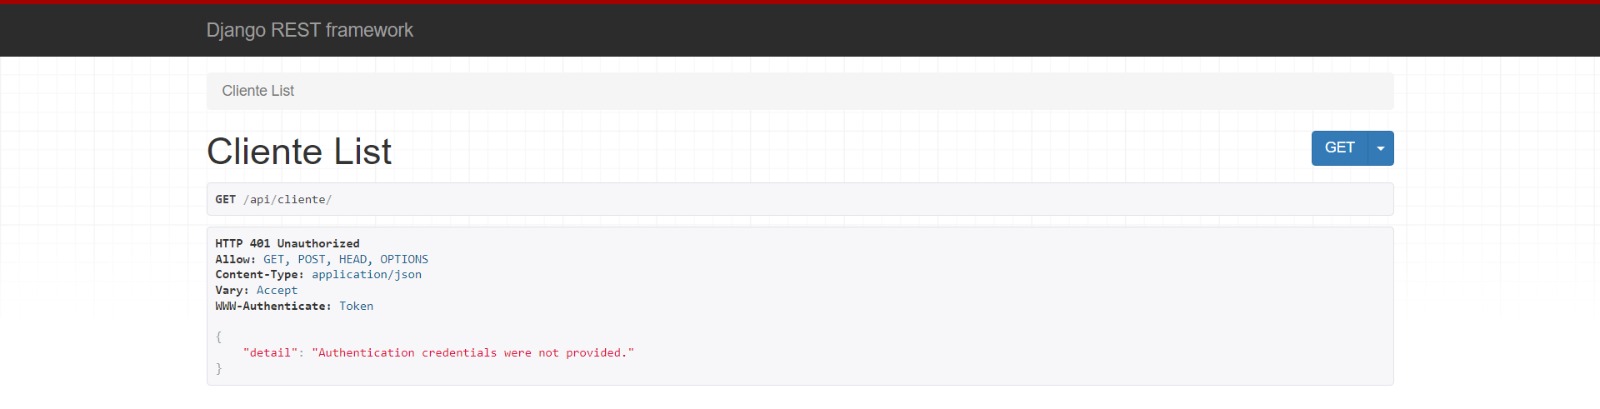 Django REST framework
Cliente List
Cliente List
GET
GET /api/cliente/
HTTP 401 Unauthorized
Allow: GET, POST, HEAD, OPTIONS
Content-Type: application/json
Vary: Accept
WWW-Authenticate: Token
{
"detail": "Authentication credentials were not provided."
}